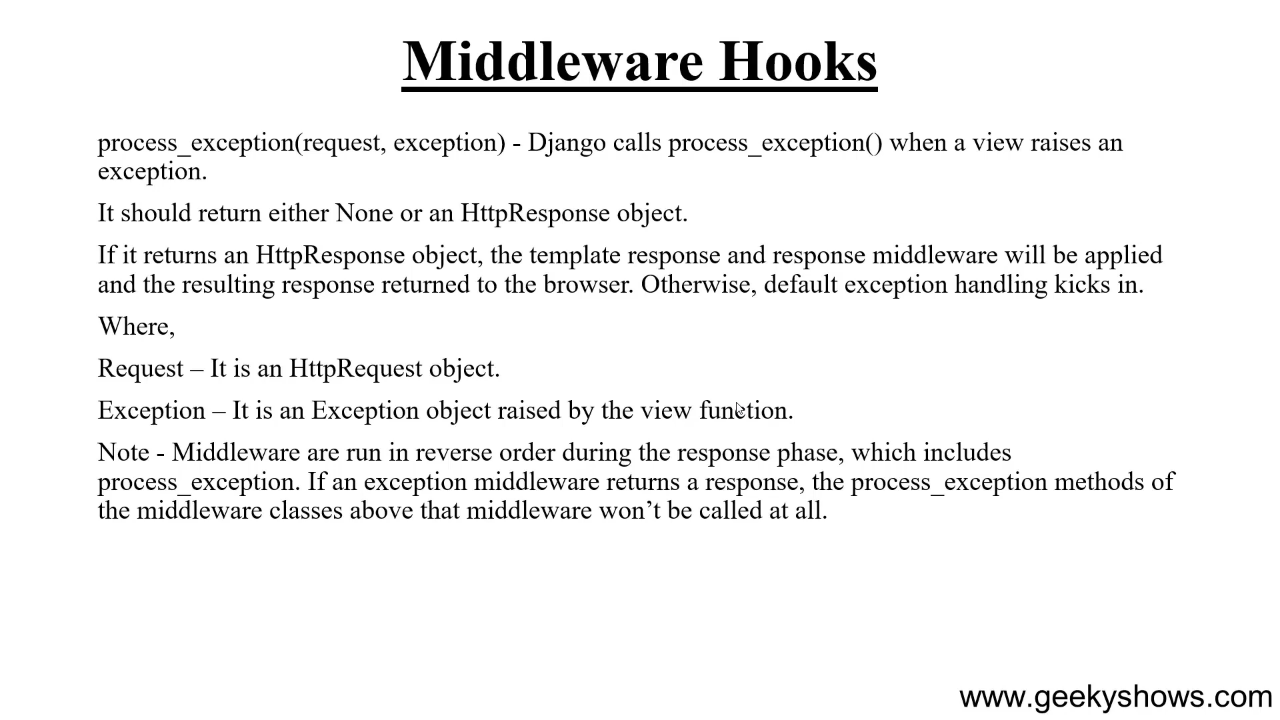 Middleware Hooks
process_exception(request, exception) - Django calls process_exception() when a view raises an
exception.
It should return either None or an HttpResponse object.
If it returns an HttpResponse object, the template response and response middleware will be applied
and the resulting response returned to the browser. Otherwise, default exception handling kicks in.
Where,
Request – It is an HttpRequest object.
Exception – It is an Exception object raised by the view function.
Note - Middleware are run in reverse order during the response phase, which includes
process_exception. If an exception middleware returns a response, the process_exception methods of
the middleware classes above that middleware won’t be called at all.
www.geekyshows.com